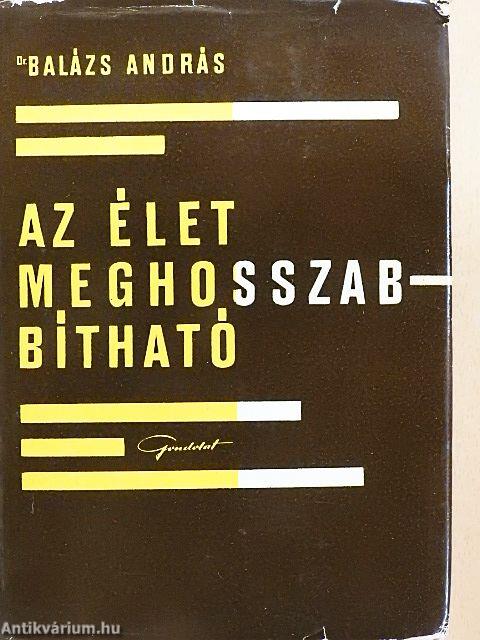 Dr. BALÁZS ANDRÁS
AZ ÉLET
MEGHOSSZAB-
BÍTHATÓ
Gondolat
Antikvárium.hu